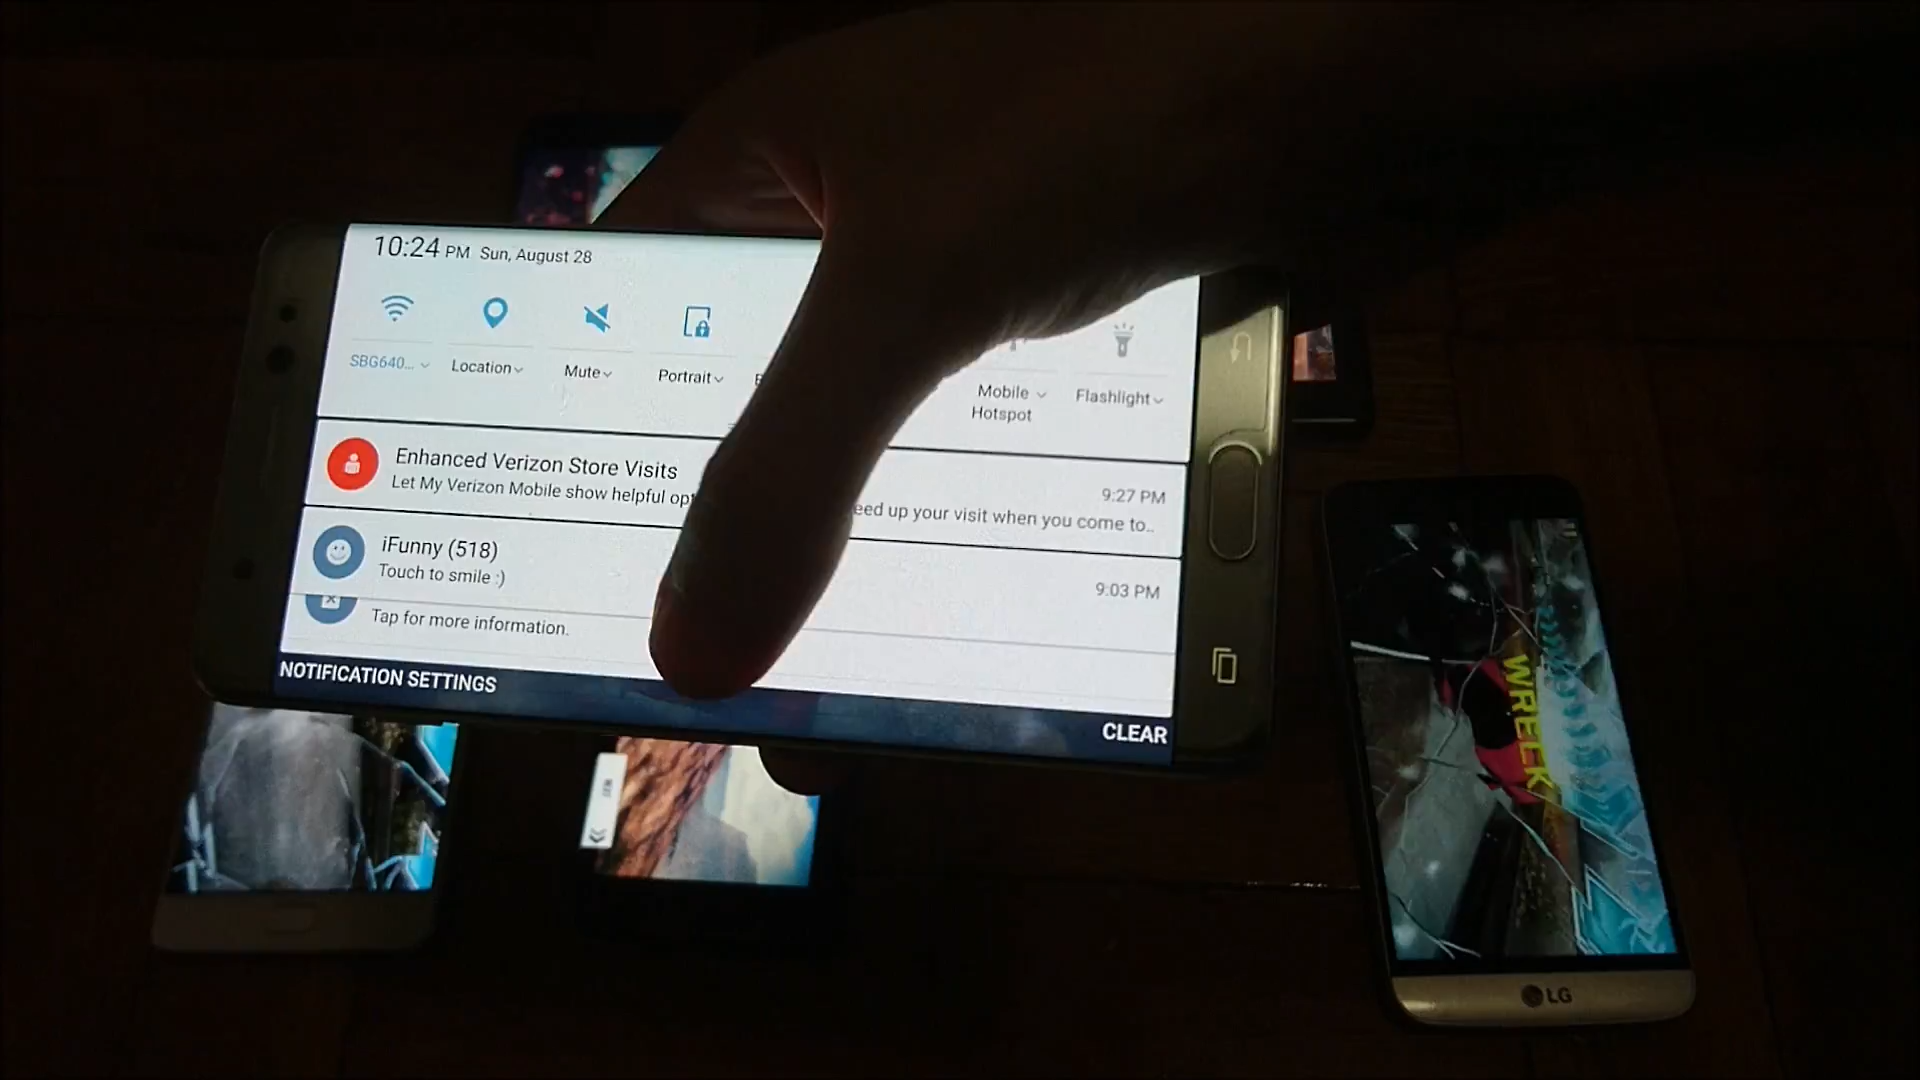 10:24 PM Sun, August 28
SBG640... Location Mute Portrait
Mobile Hotspot
Flashlight
Enhanced Verizon Store Visits
9:27 PM
Let My Verizon Mobile show helpful opt
eed up your visit when you come to..
iFunny (518)
9:03 PM
Touch to smile :)
Tap for more information.
NOTIFICATION SETTINGS
CLEAR
WRECK
LG